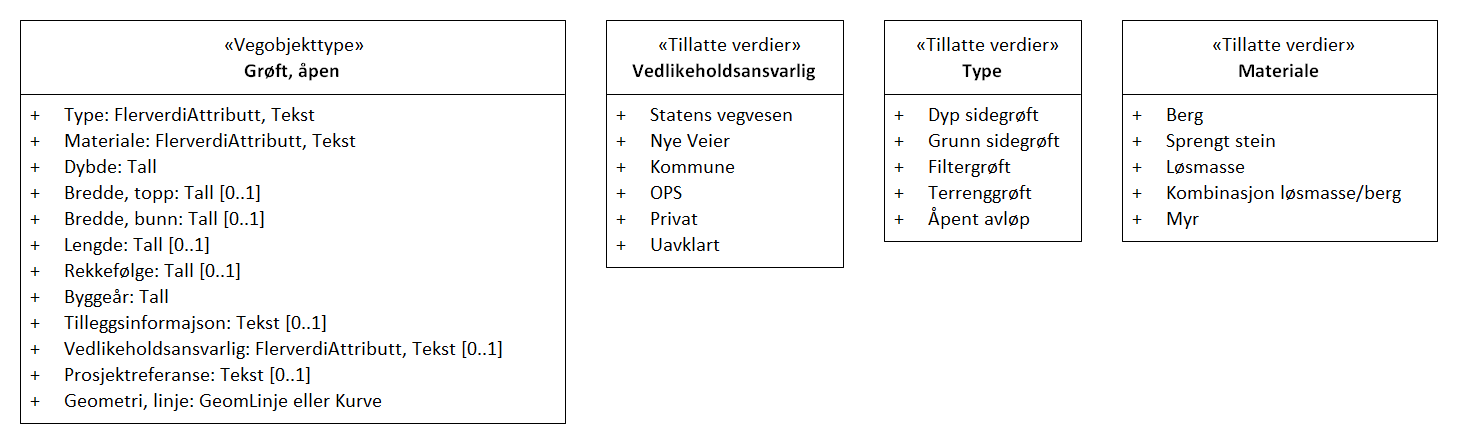 «Vegobjekttype»
Grøft, åpen
+ Type: FlerverdiAttributt, Tekst
+ Materiale: FlerverdiAttributt, Tekst
+ Dybde: Tall
+ Bredde, topp: Tall [0..1]
+ Bredde, bunn: Tall [0..1]
+ Lengde: Tall [0..1]
+ Rekkefølge: Tall [0..1]
+ Byggeår: Tall
+ Tilleggsinformajson: Tekst [0..1]
+ Vedlikeholdsansvarlig: FlerverdiAttributt, Tekst [0..1]
+ Prosjektreferanse: Tekst [0..1]
+ Geometri, linje: GeomLinje eller Kurve
«Tillatte verdier»
Vedlikeholdsansvarlig
+ Statens vegvesen
+ Nye Veier
+ Kommune
+ OPS
+ Privat
+ Uavklart
«Tillatte verdier»
Type
+ Dyp sidegrøft
+ Grunn sidegrøft
+ Filtergrøft
+ Terrenggrøft
+ Åpent avløp
«Tillatte verdier»
Materiale
+ Berg
+ Sprengt stein
+ Løsmasse
+ Kombinasjon løsmasse/berg
+ Myr